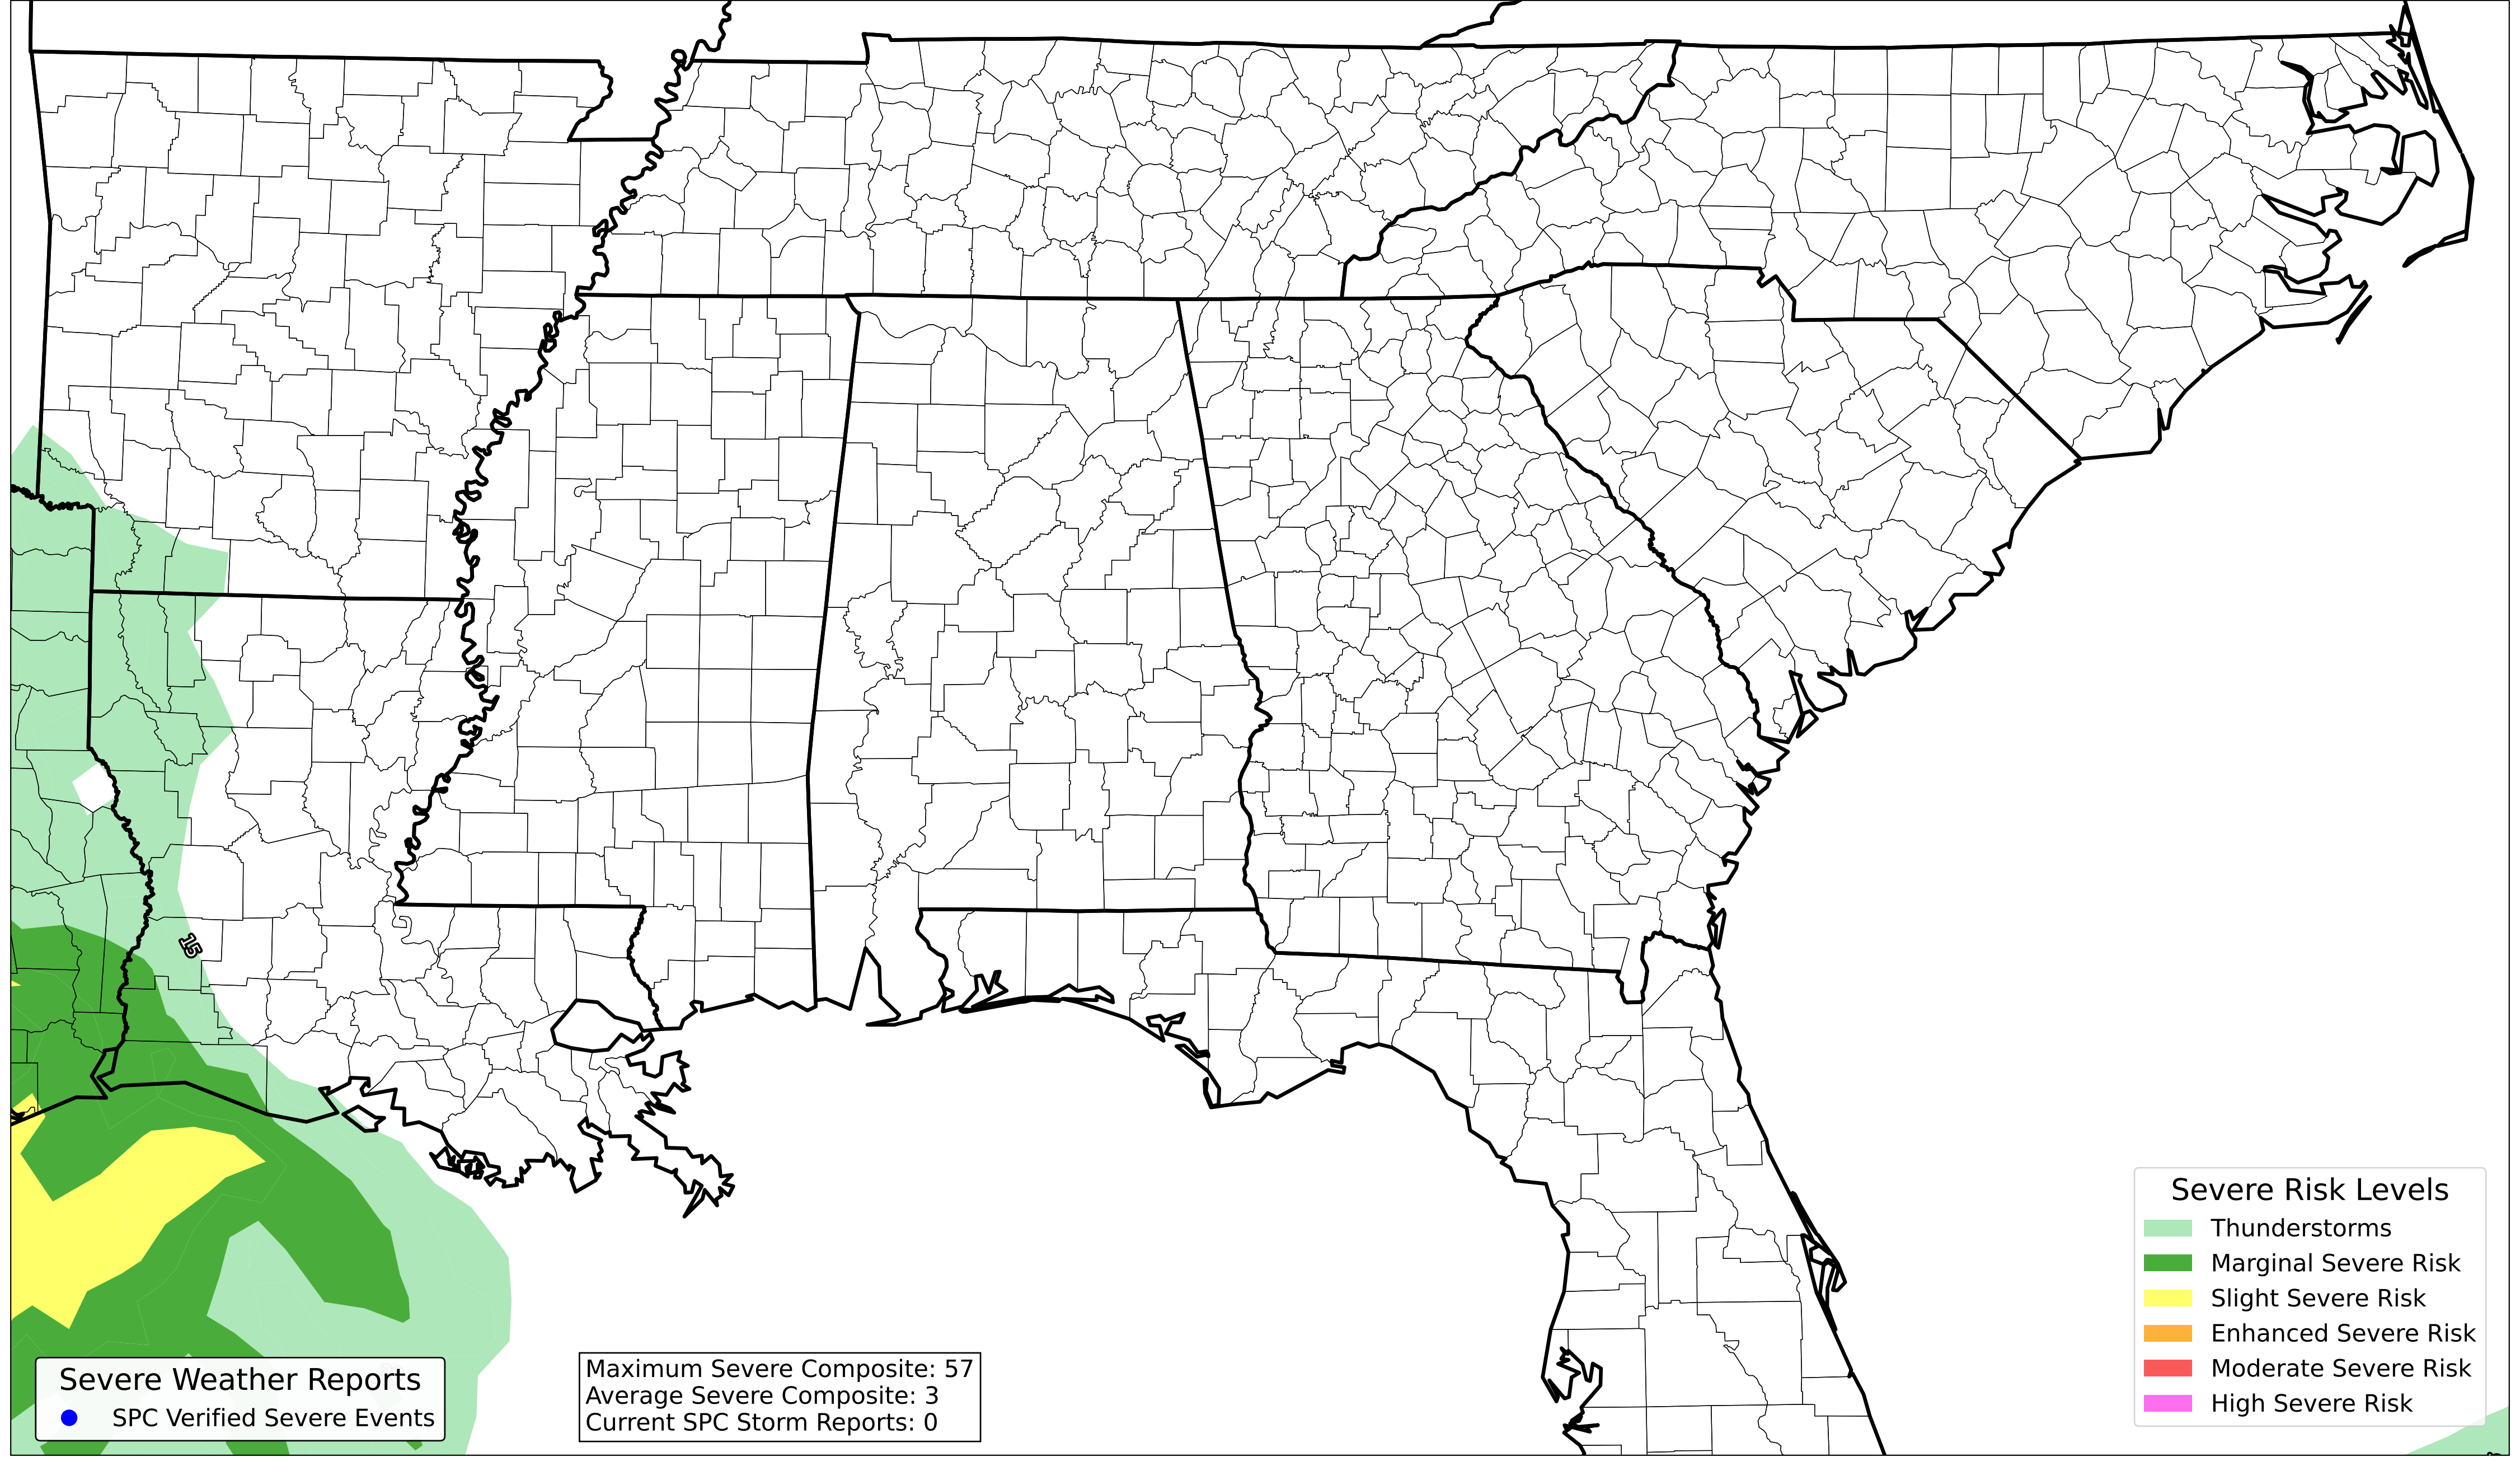 15
Severe Weather Reports
SPC Verified Severe Events
Maximum Severe Composite: 57
Average Severe Composite: 3
Current SPC Storm Reports: 0
Severe Risk Levels
Thunderstorms
Marginal Severe Risk
Slight Severe Risk
Enhanced Severe Risk
Moderate Severe Risk
High Severe Risk